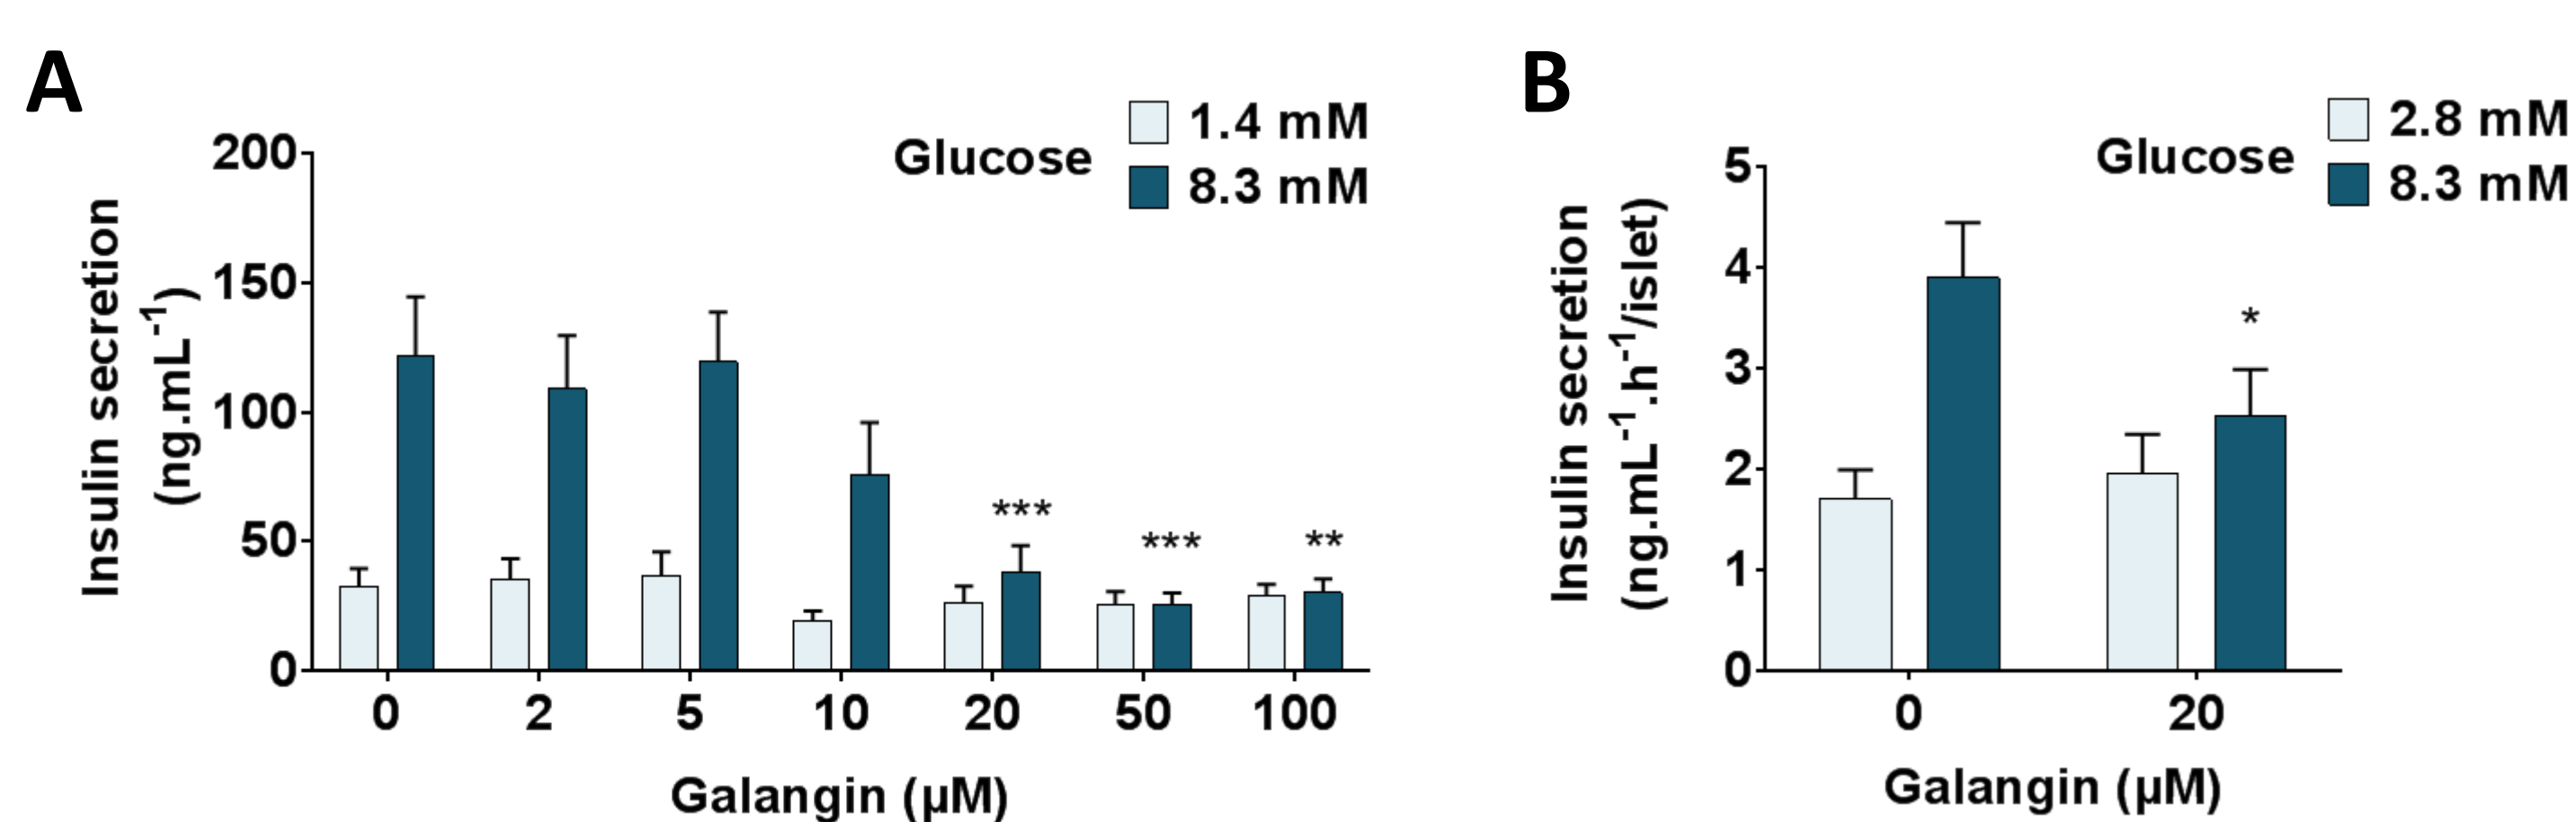 A
200
150
100
50
0
Insulin secretion
(ng.mL⁻¹)
Glucose
1.4 mM
8.3 mM
***
***
**
0 2 5 10 20 50 100
Galangin (µM)
B
5
4
3
2
1
0
Insulin secretion
(ng.mL⁻¹.h⁻¹/islet)
Glucose
2.8 mM
8.3 mM
*
0 20
Galangin (µM)